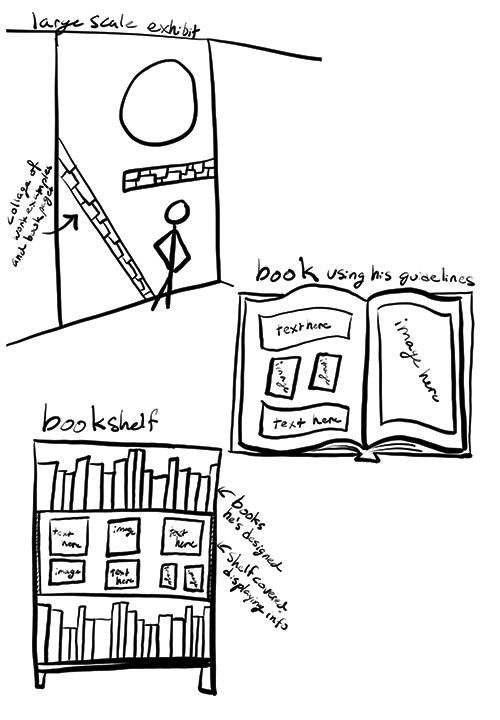 large scale exhibit
collage of
work examples
and book pages
book using his guidelines
text here
image
image
text here
image here
bookshelf
text here
image
text here
image
text here
image
image
books
he's designed
shelf covered
displaying info